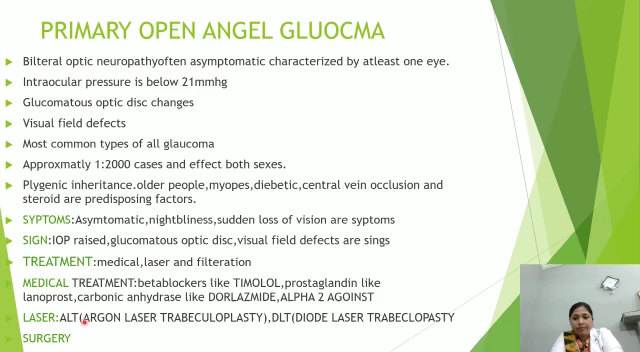 PRIMARY OPEN ANGEL GLUOCMA
Bilteral optic neuropathyoften asymptomatic characterized by atleast one eye.
Intraocular pressure is below 21mmhg
Glucomatous optic disc changes
Visual field defects
Most common types of all glaucoma
Approxmatly 1:2000 cases and effect both sexes.
Plygenic inheritance.older people,myopes,diebetic,central vein occlusion and
steroid are predisposing factors.
SYPTOMS:Asymtomatic,nightbliness,sudden loss of vision are syptoms
SIGN:IOP raised,glucomatous optic disc,visual field defects are sings
TREATMENT:medical,laser and filteration
MEDICAL TREATMENT:betablockers like TIMOLOL,prostaglandin like
lanoprost,carbonic anhydrase like DORLAZMIDE,ALPHA 2 AGOINST
LASER:ALT(ARGON LASER TRABECULOPLASTY),DLT(DIODE LASER TRABECLOPASTY
SURGERY